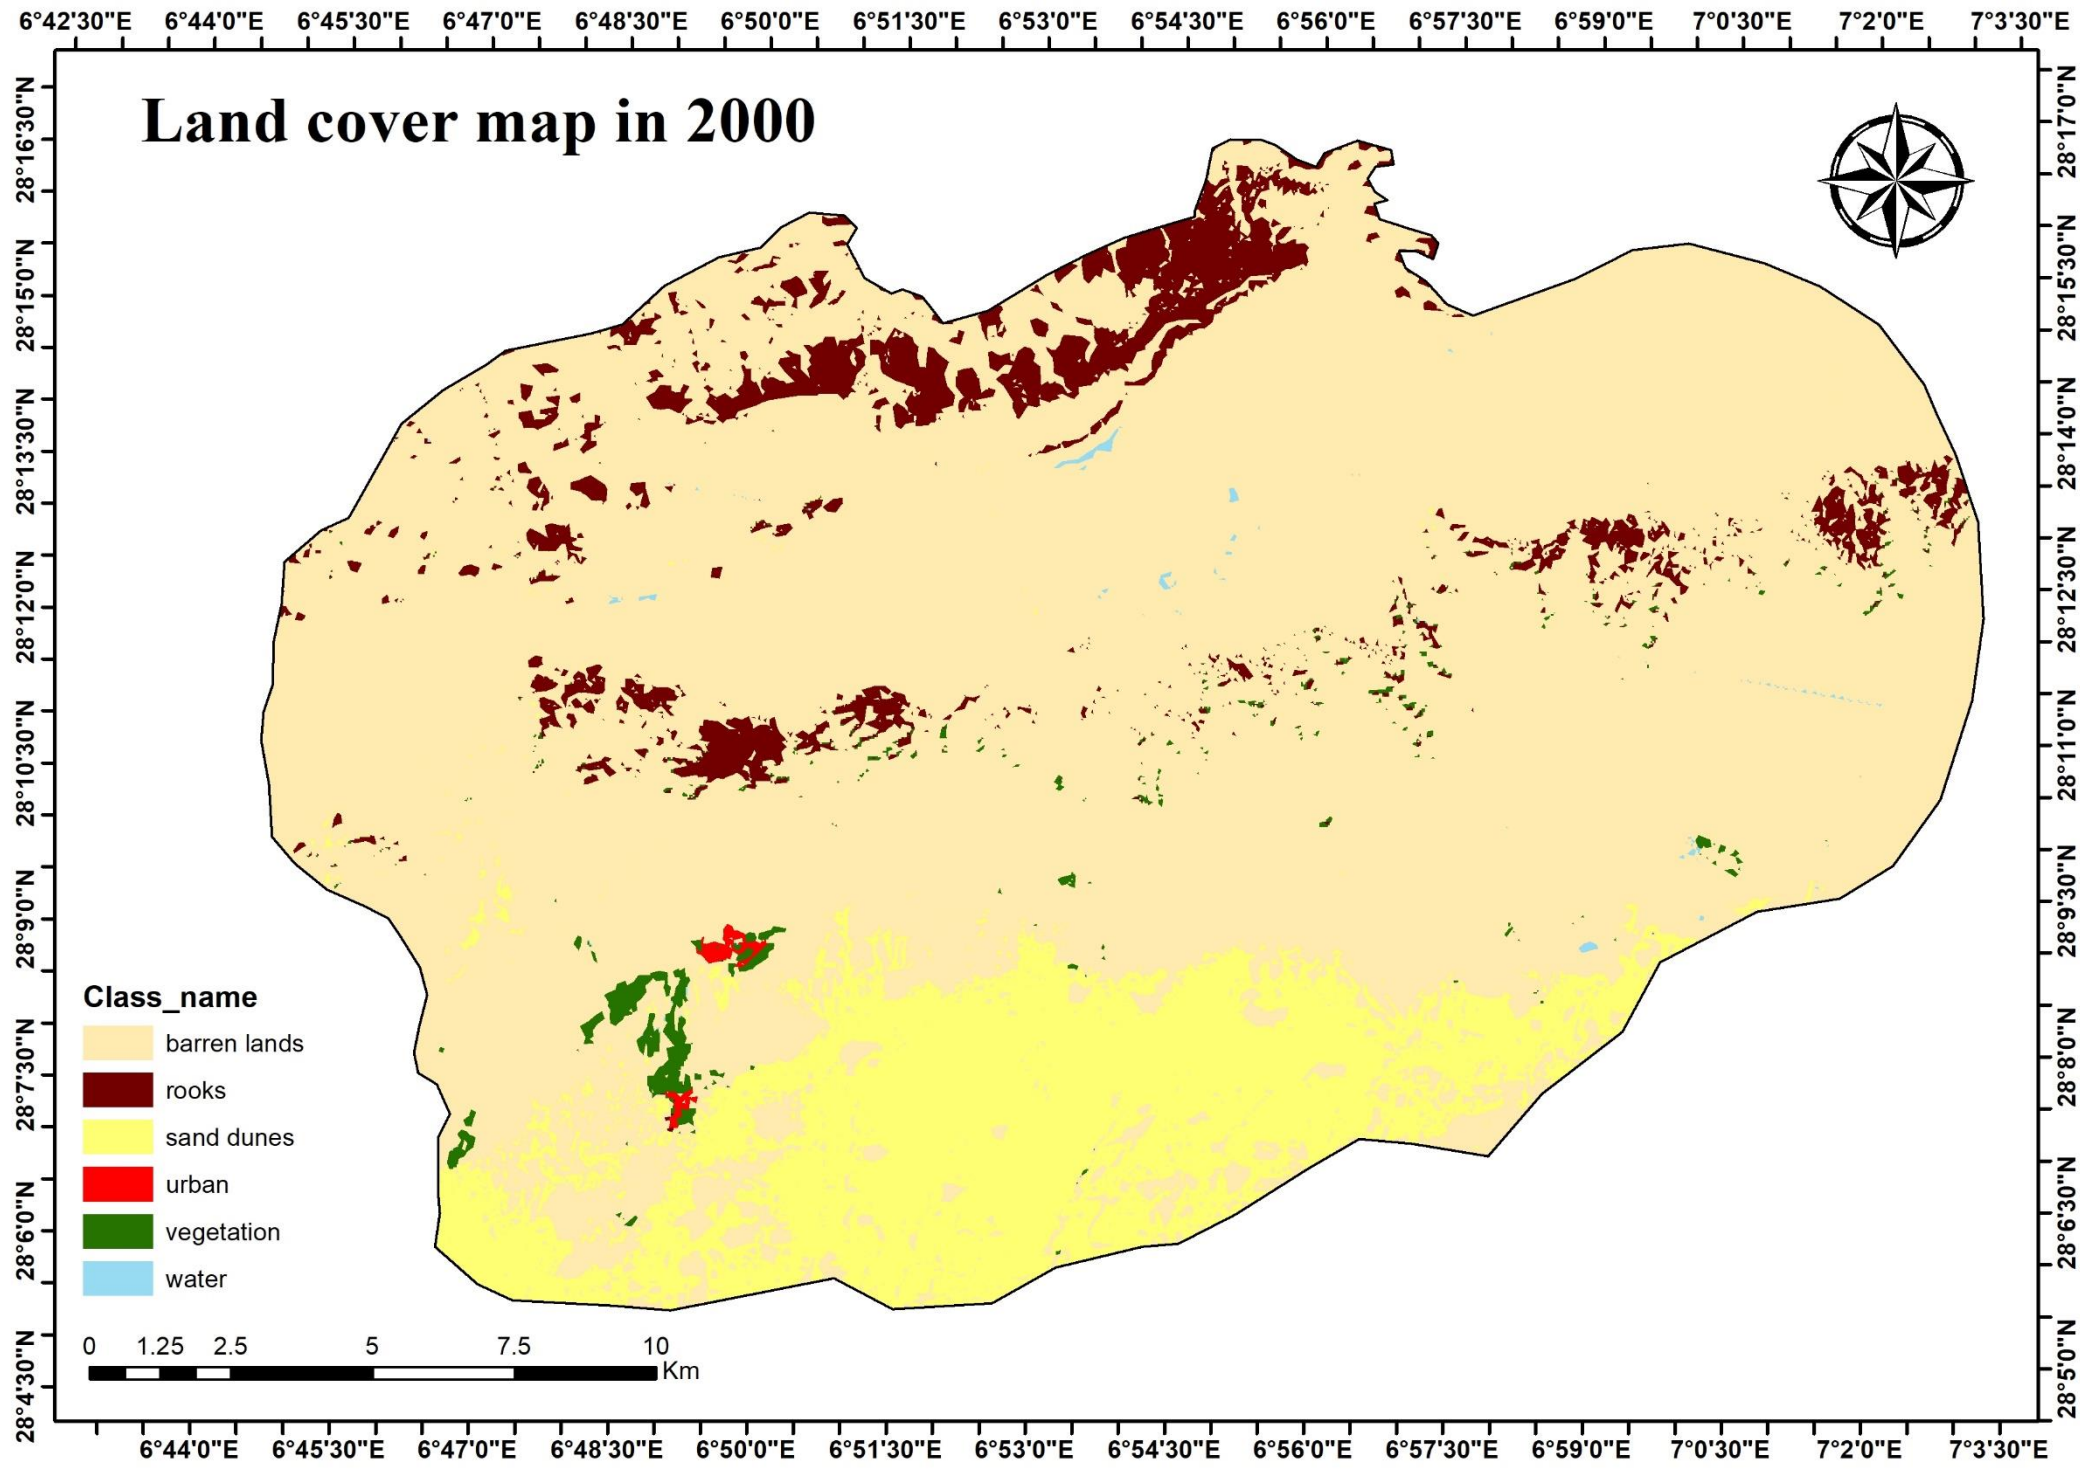 6°42'30"E 6°44'0"E 6°45'30"E 6°47'0"E 6°48'30"E 6°50'0"E 6°51'30"E 6°53'0"E 6°54'30"E 6°56'0"E 6°57'30"E 6°59'0"E 7°0'30"E 7°2'0"E 7°3'30"E
Land cover map in 2000
28°16'30"N
28°15'0"N
28°13'30"N
28°12'0"N
28°10'30"N
28°9'0"N
28°7'30"N
28°6'0"N
28°4'30"N
28°17'0"N
28°15'30"N
28°14'0"N
28°12'30"N
28°11'0"N
28°9'30"N
28°8'0"N
28°6'30"N
28°5'0"N
Class_name
barren lands
rooks
sand dunes
urban
vegetation
water
0 1.25 2.5 5 7.5 10
Km
6°44'0"E 6°45'30"E 6°47'0"E 6°48'30"E 6°50'0"E 6°51'30"E 6°53'0"E 6°54'30"E 6°56'0"E 6°57'30"E 6°59'0"E 7°0'30"E 7°2'0"E 7°3'30"E